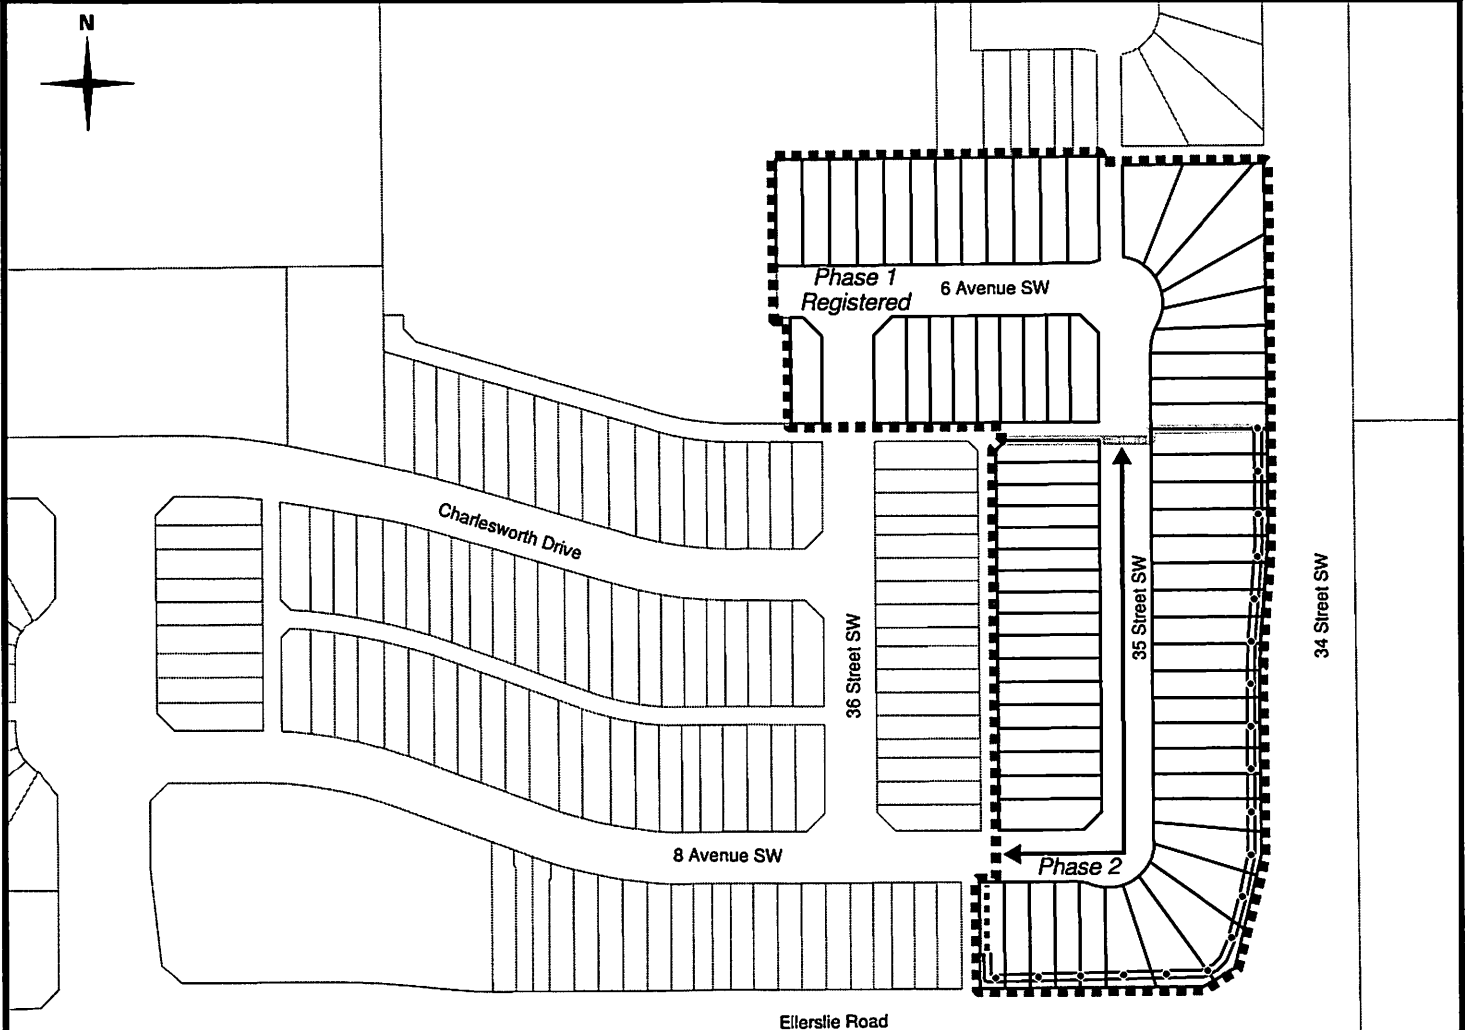 N
Phase 1
Registered
6 Avenue SW
Charlesworth Drive
36 Street SW
35 Street SW
34 Street SW
8 Avenue SW
Phase 2
Ellerslie Road